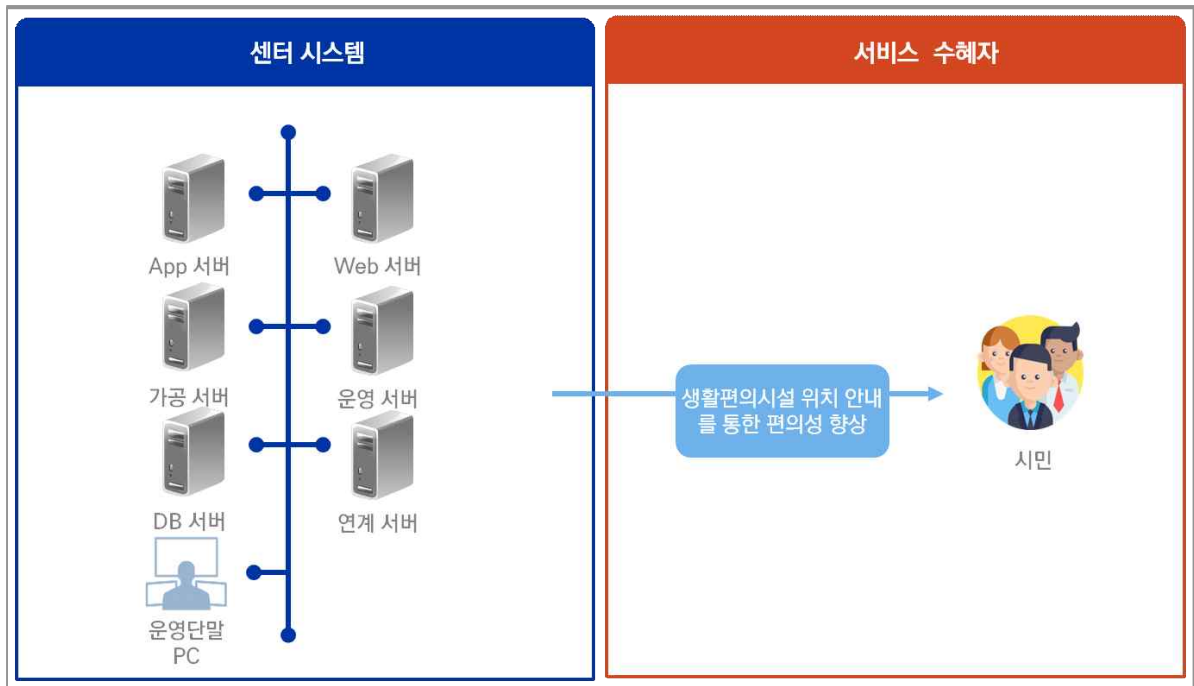 센터 시스템
서비스 수혜자
App 서버
Web 서버
가공 서버
운영 서버
DB 서버
연계 서버
운영단말
PC
생활편의시설 위치 안내
를 통한 편의성 향상
시민